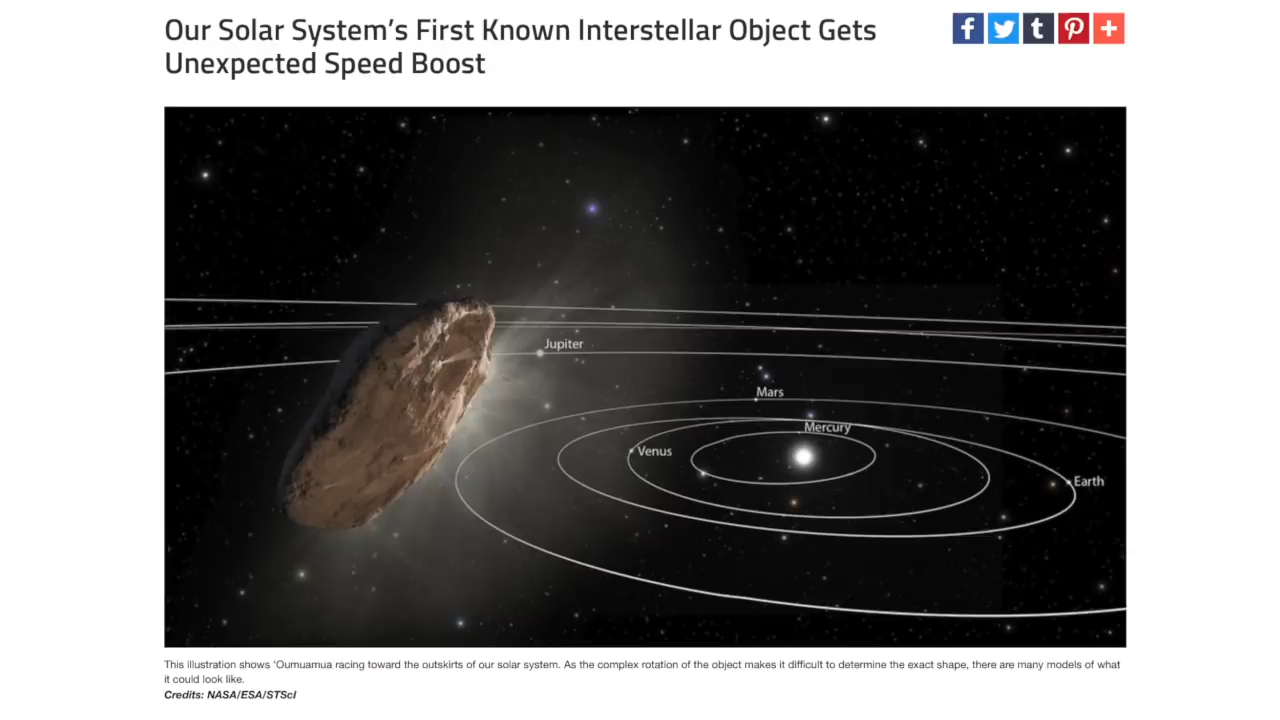 Our Solar System’s First Known Interstellar Object Gets
Unexpected Speed Boost
f t +
Jupiter
Mars
Mercury
Venus
Earth
This illustration shows ‘Oumuamua racing toward the outskirts of our solar system. As the complex rotation of the object makes it difficult to determine the exact shape, there are many models of what
it could look like.
Credits: NASA/ESA/STScI